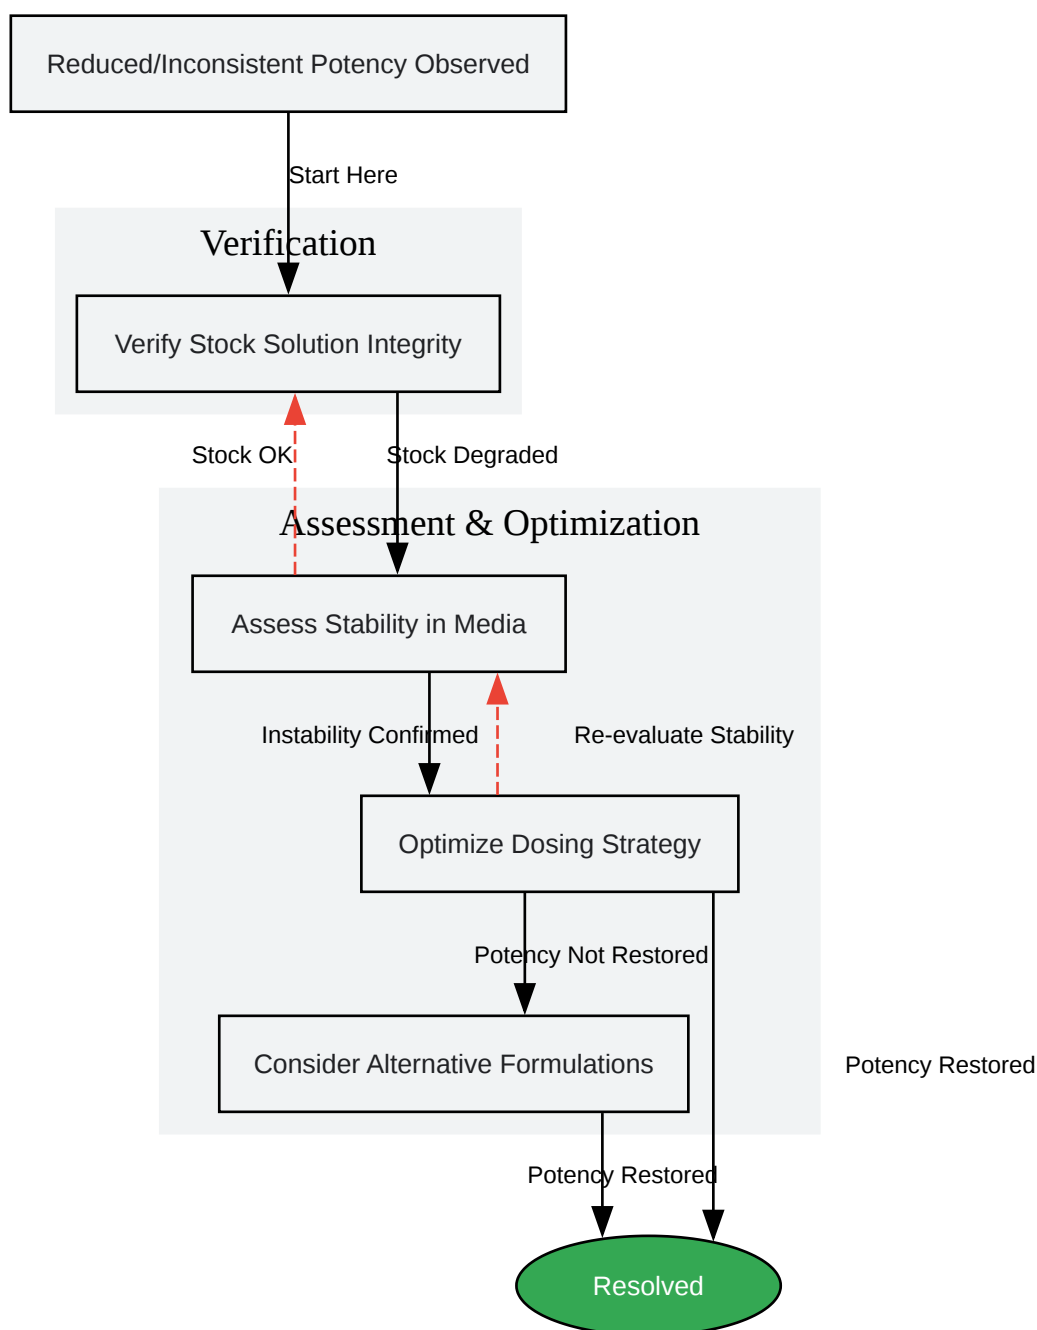 Reduced/Inconsistent Potency Observed
Start Here
Verification
Verify Stock Solution Integrity
Stock OK
Stock Degraded
Assessment & Optimization
Assess Stability in Media
Instability Confirmed
Re-evaluate Stability
Optimize Dosing Strategy
Potency Not Restored
Consider Alternative Formulations
Potency Restored
Potency Restored
Resolved